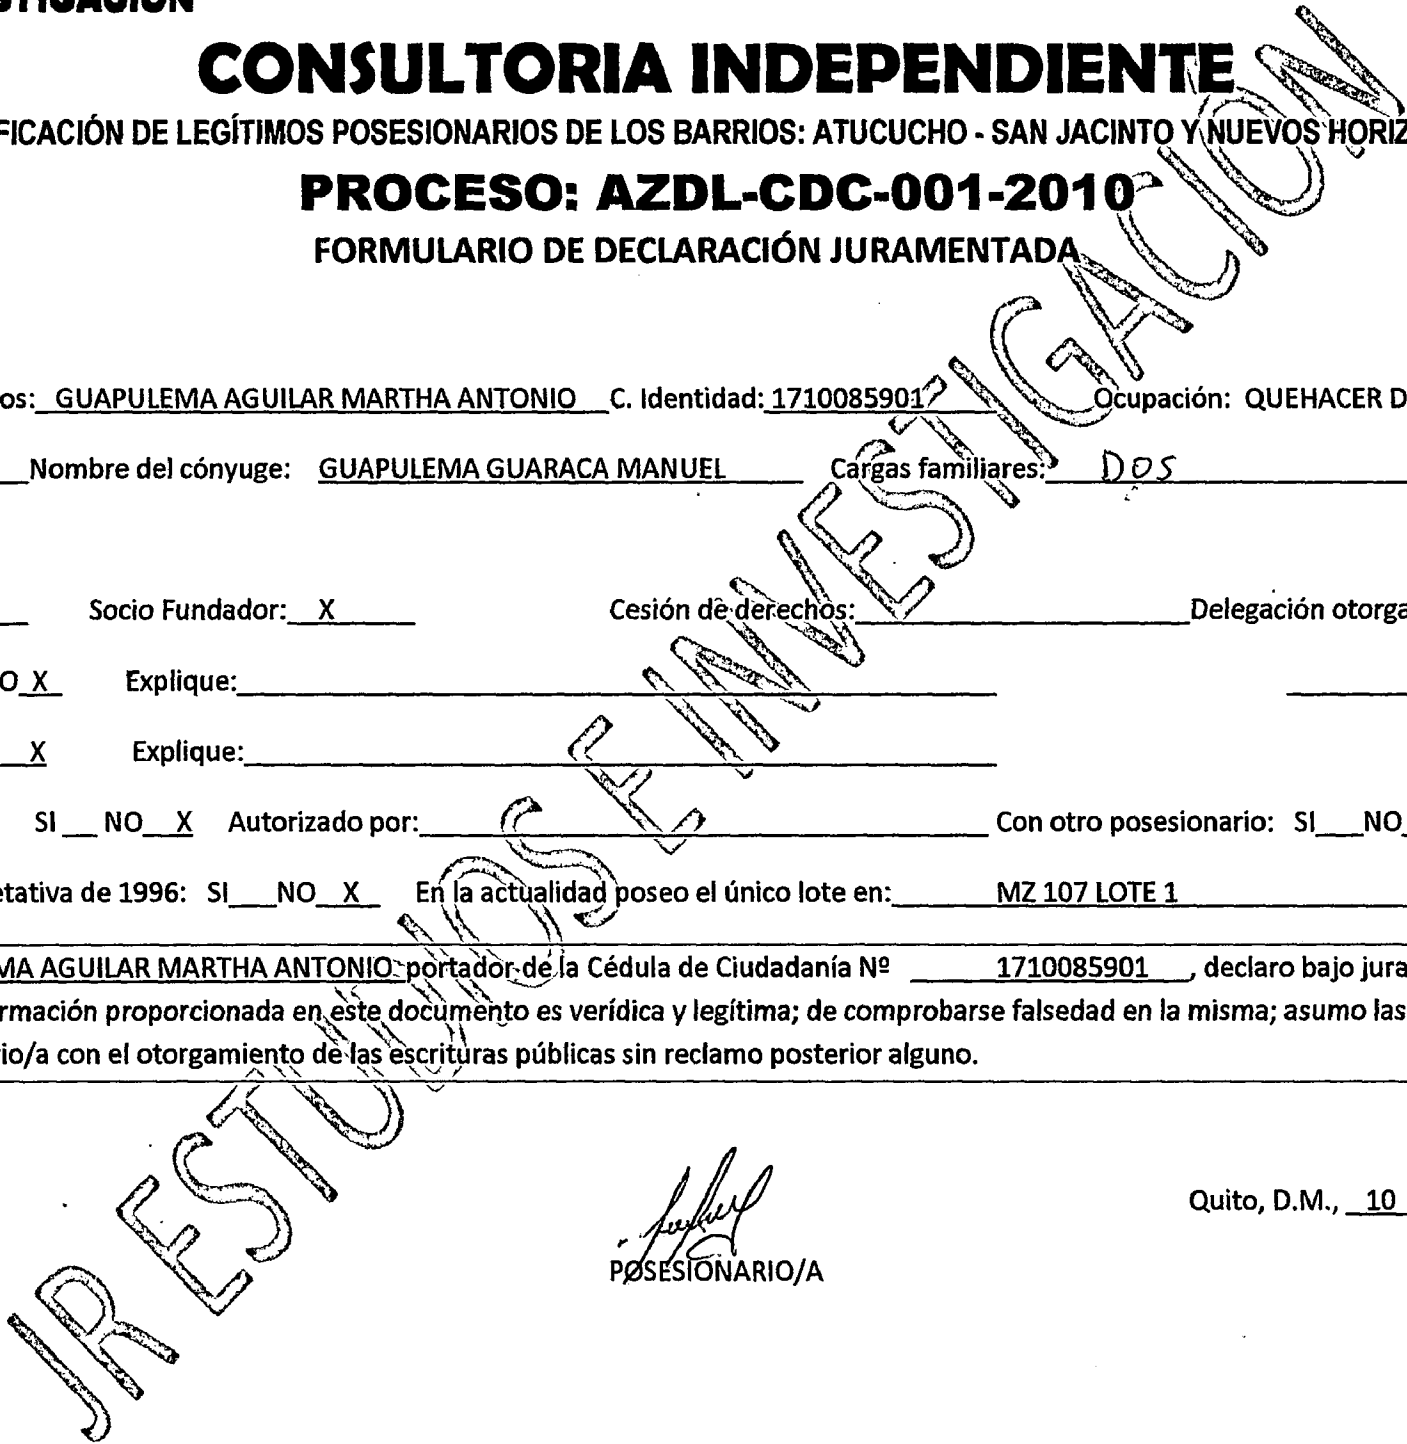 CONSULTORIA INDEPENDIENTE
FICACIÓN DE LEGÍTIMOS POSESIONARIOS DE LOS BARRIOS: ATUCUCHO - SAN JACINTO Y NUEVOS HORIZ
PROCESO: AZDL-CDC-001-2010
FORMULARIO DE DECLARACIÓN JURAMENTADA
os: GUAPULEMA AGUILAR MARTHA ANTONIO C. Identidad: 1710085901 Ocupación: QUEHACER D
Nombre del cónyuge: GUAPULEMA GUARACA MANUEL Cargas familiares: DOS
Socio Fundador: X Cesión de derechos: Delegación otorga
O X Explique:
X Explique:
SI NO X Autorizado por: Con otro posesionario: SI NO
etativa de 1996: SI NO X En la actualidad poseo el único lote en: MZ 107 LOTE 1
MA AGUILAR MARTHA ANTONIO portador de la Cédula de Ciudadanía Nº 1710085901, declaro bajo jura
rmación proporcionada en este documento es verídica y legítima; de comprobarse falsedad en la misma; asumo las
rio/a con el otorgamiento de las escrituras públicas sin reclamo posterior alguno.
Quito, D.M., 10
POSESIONARIO/A
JR ESTUDIOS E INVESTIGACION